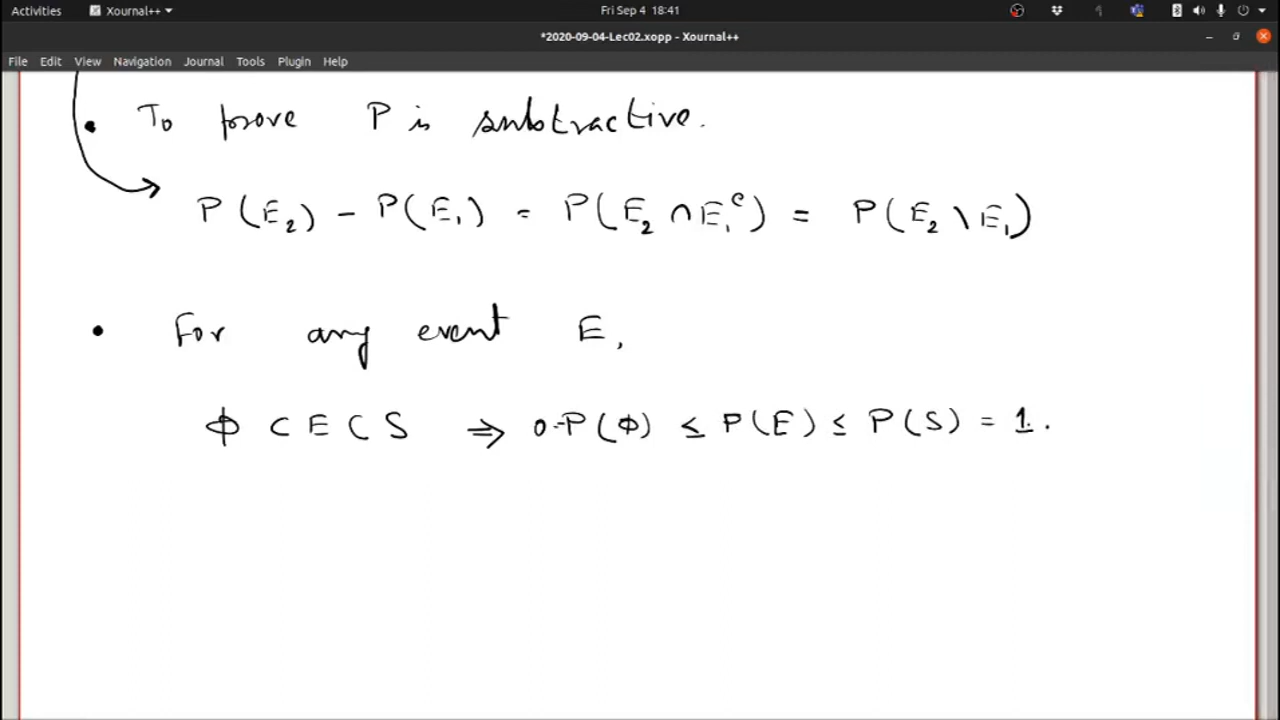 Activities Xournal++ Fri Sep 4 18:41
*2020-09-04-Lec02.xopp - Xournal++
File Edit View Navigation Journal Tools Plugin Help
• To prove P is subtractive.
P(E₂) - P(E₁) = P(E₂ ∩ E₁ᶜ) = P(E₂ \ E₁)
• For any event E,
ϕ ⊂ E ⊂ S ⇒ 0 = P(ϕ) ≤ P(E) ≤ P(S) = 1.